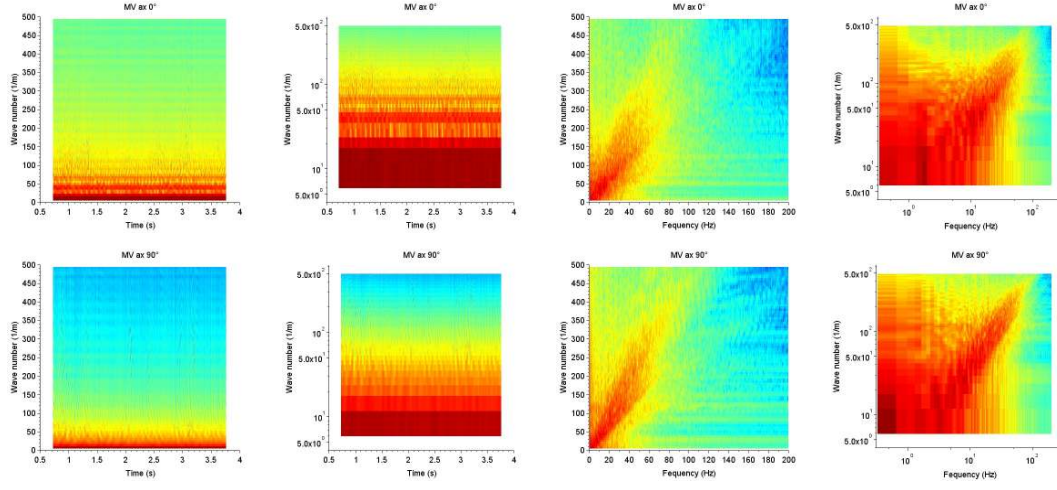 MV ax 0° MV ax 0° MV ax 0° MV ax 0°
500
450
400
350
300
250
200
150
100
50
0
Wave number (1/m)
0.5 1 1.5 2 2.5 3 3.5 4
Time (s)
5.0x10²
10²
5.0x10¹
10¹
5.0x10⁰
Wave number (1/m)
0.5 1 1.5 2 2.5 3 3.5 4
Time (s)
500
450
400
350
300
250
200
150
100
50
0
Wave number (1/m)
0 20 40 60 80 100 120 140 160 180 200
Fequency (Hz)
5.0x10²
10²
5.0x10¹
10¹
5.0x10⁰
Wave number (1/m)
10⁰ 10¹ 10²
Fequency (Hz)
MV ax 90° MV ax 90° MV ax 90° MV ax 90°
500
450
400
350
300
250
200
150
100
50
0
Wave number (1/m)
0.5 1 1.5 2 2.5 3 3.5 4
Time (s)
5.0x10²
10²
5.0x10¹
10¹
5.0x10⁰
Wave number (1/m)
0.5 1 1.5 2 2.5 3 3.5 4
Time (s)
500
450
400
350
300
250
200
150
100
50
0
Wave number (1/m)
0 20 40 60 80 100 120 140 160 180 200
Fequency (Hz)
5.0x10²
10²
5.0x10¹
10¹
5.0x10⁰
Wave number (1/m)
10⁰ 10¹ 10²
Fequency (Hz)